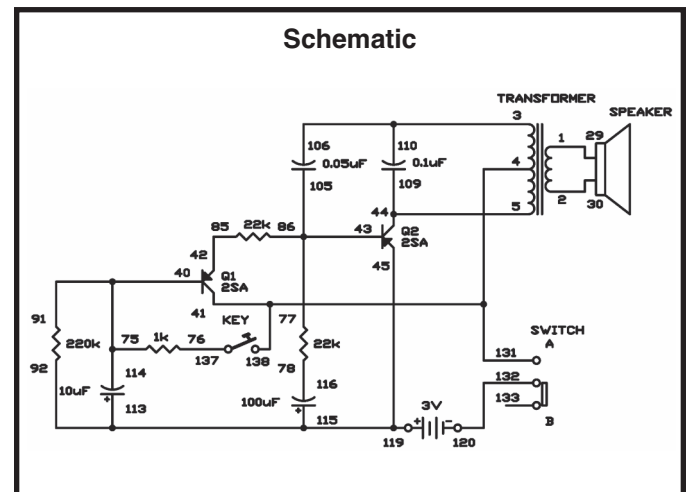 Schematic
TRANSFORMER
SPEAKER
3
106
110
1
29
0.05uF
0.1uF
4
105
109
2
30
44
5
85
22k
86
43
Q2
2SA
42
45
40
Q1
2SA
41
KEY
77
91
75
1k
76
SWITCH
A
220k
22k
131
92
137
138
78
114
132
10uF
116
133
113
100uF
3V
B
115
+
-
119
120